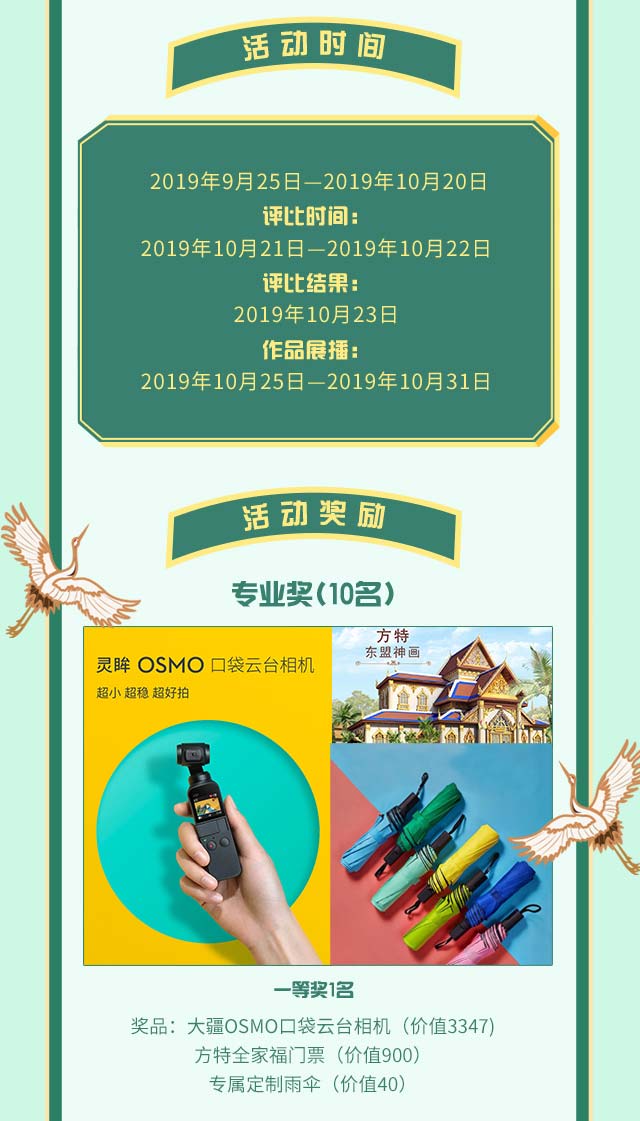 活动时间
2019年9月25日—2019年10月20日
评比时间：
2019年10月21日—2019年10月22日
评比结果：
2019年10月23日
作品展播：
2019年10月25日—2019年10月31日
活动奖励
专业奖(10名)
灵眸 OSMO 口袋云台相机
超小 超稳 超好拍
方特
东盟神画
一等奖1名
奖品：大疆OSMO口袋云台相机（价值3347)
方特全家福门票（价值900）
专属定制雨伞（价值40）